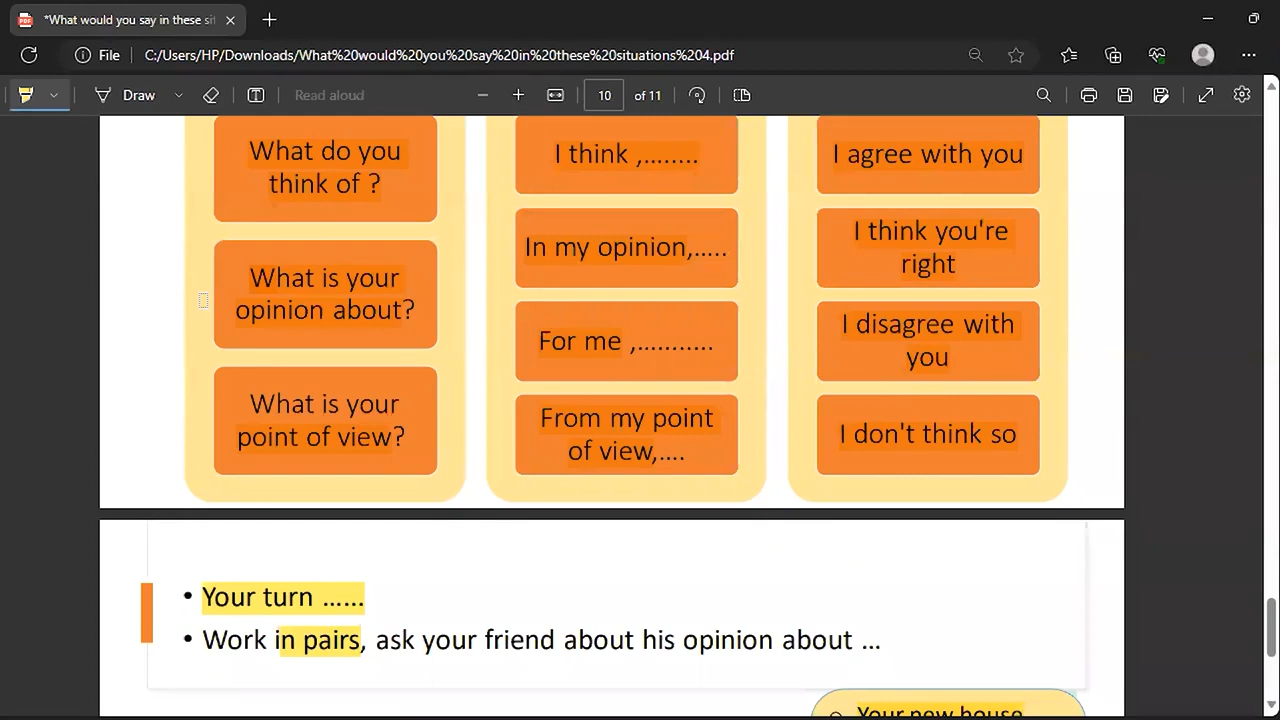 *What would you say in these sit
File
C:/Users/HP/Downloads/What%20would%20you%20say%20in%20these%20situations%204.pdf
Draw
Read aloud
10
of 11
What do you
think of ?
What is your
opinion about?
What is your
point of view?
I think ,........
In my opinion,.....
For me ,...........
From my point
of view,....
I agree with you
I think you're
right
I disagree with
you
I don't think so
• Your turn ......
• Work in pairs, ask your friend about his opinion about ...
o Your new house